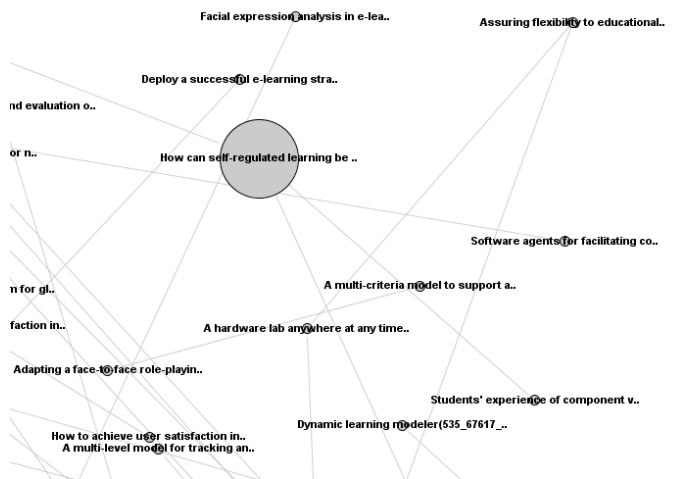 Facial expression analysis in e-lea..
Assuring flexibility to educational..
Deploy a successful e-learning stra..
nd evaluation o..
or n..
How can self-regulated learning be ..
Software agents for facilitating co..
A multi-criteria model to support a..
m for gl..
faction in..
A hardware lab anywhere at any time..
Adapting a face-to-face role-playin..
Students' experience of component v..
Dynamic learning modeler(535_67617_..
How to achieve user satisfaction in..
A multi-level model for tracking an..